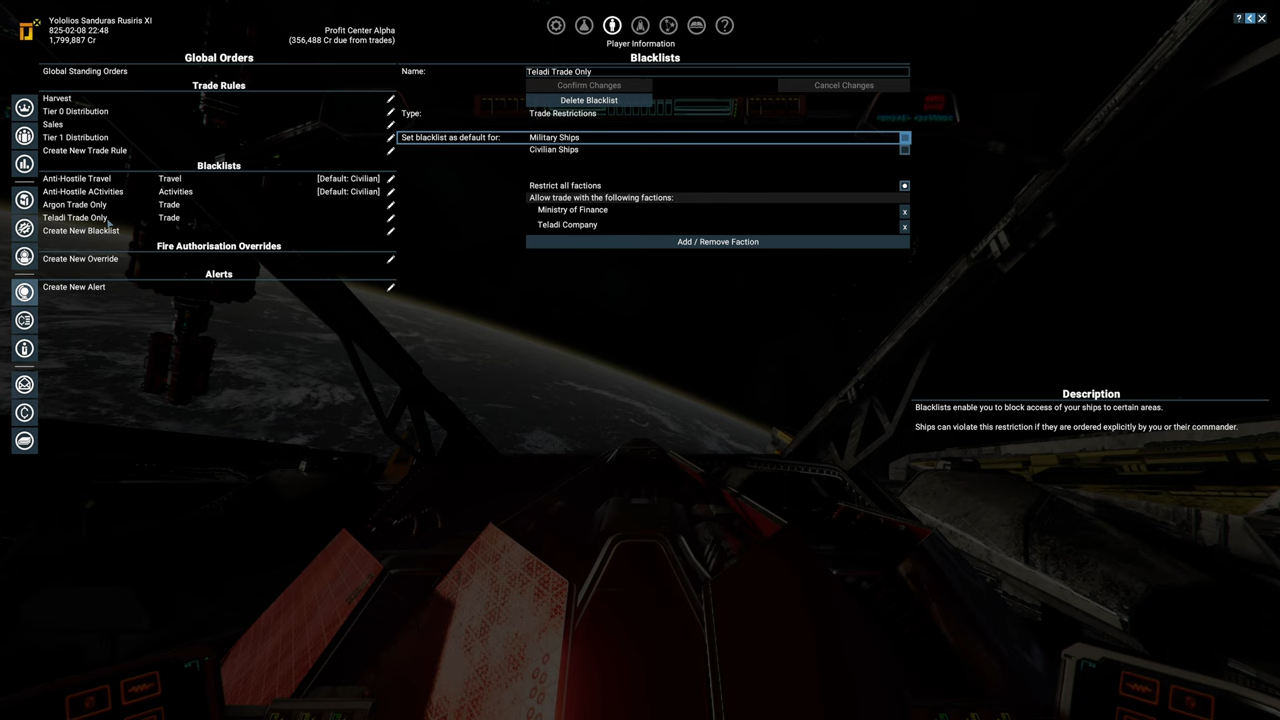 Yololios Sanduras Rusiris XI
825-02-08 22:48
1,799,887 Cr
Profit Center Alpha
(356,488 Cr due from trades)
?
Player Information
? < X
Global Orders
Global Standing Orders
Trade Rules
Harvest
Tier 0 Distribution
Sales
Tier 1 Distribution
Create New Trade Rule
Blacklists
Anti-Hostile Travel Travel [Default: Civilian]
Anti-Hostile ACtivities Activities [Default: Civilian]
Argon Trade Only Trade
Teladi Trade Only Trade
Create New Blacklist
Fire Authorisation Overrides
Create New Override
Alerts
Create New Alert
Blacklists
Name: Teladi Trade Only
Confirm Changes Cancel Changes
Delete Blacklist
Type: Trade Restrictions
Set blacklist as default for: Military Ships
Civilian Ships
Restrict all factions
Allow trade with the following factions:
Ministry of Finance x
Teladi Company x
Add / Remove Faction
Description
Blacklists enable you to block access of your ships to certain areas.
Ships can violate this restriction if they are ordered explicitly by you or their commander.